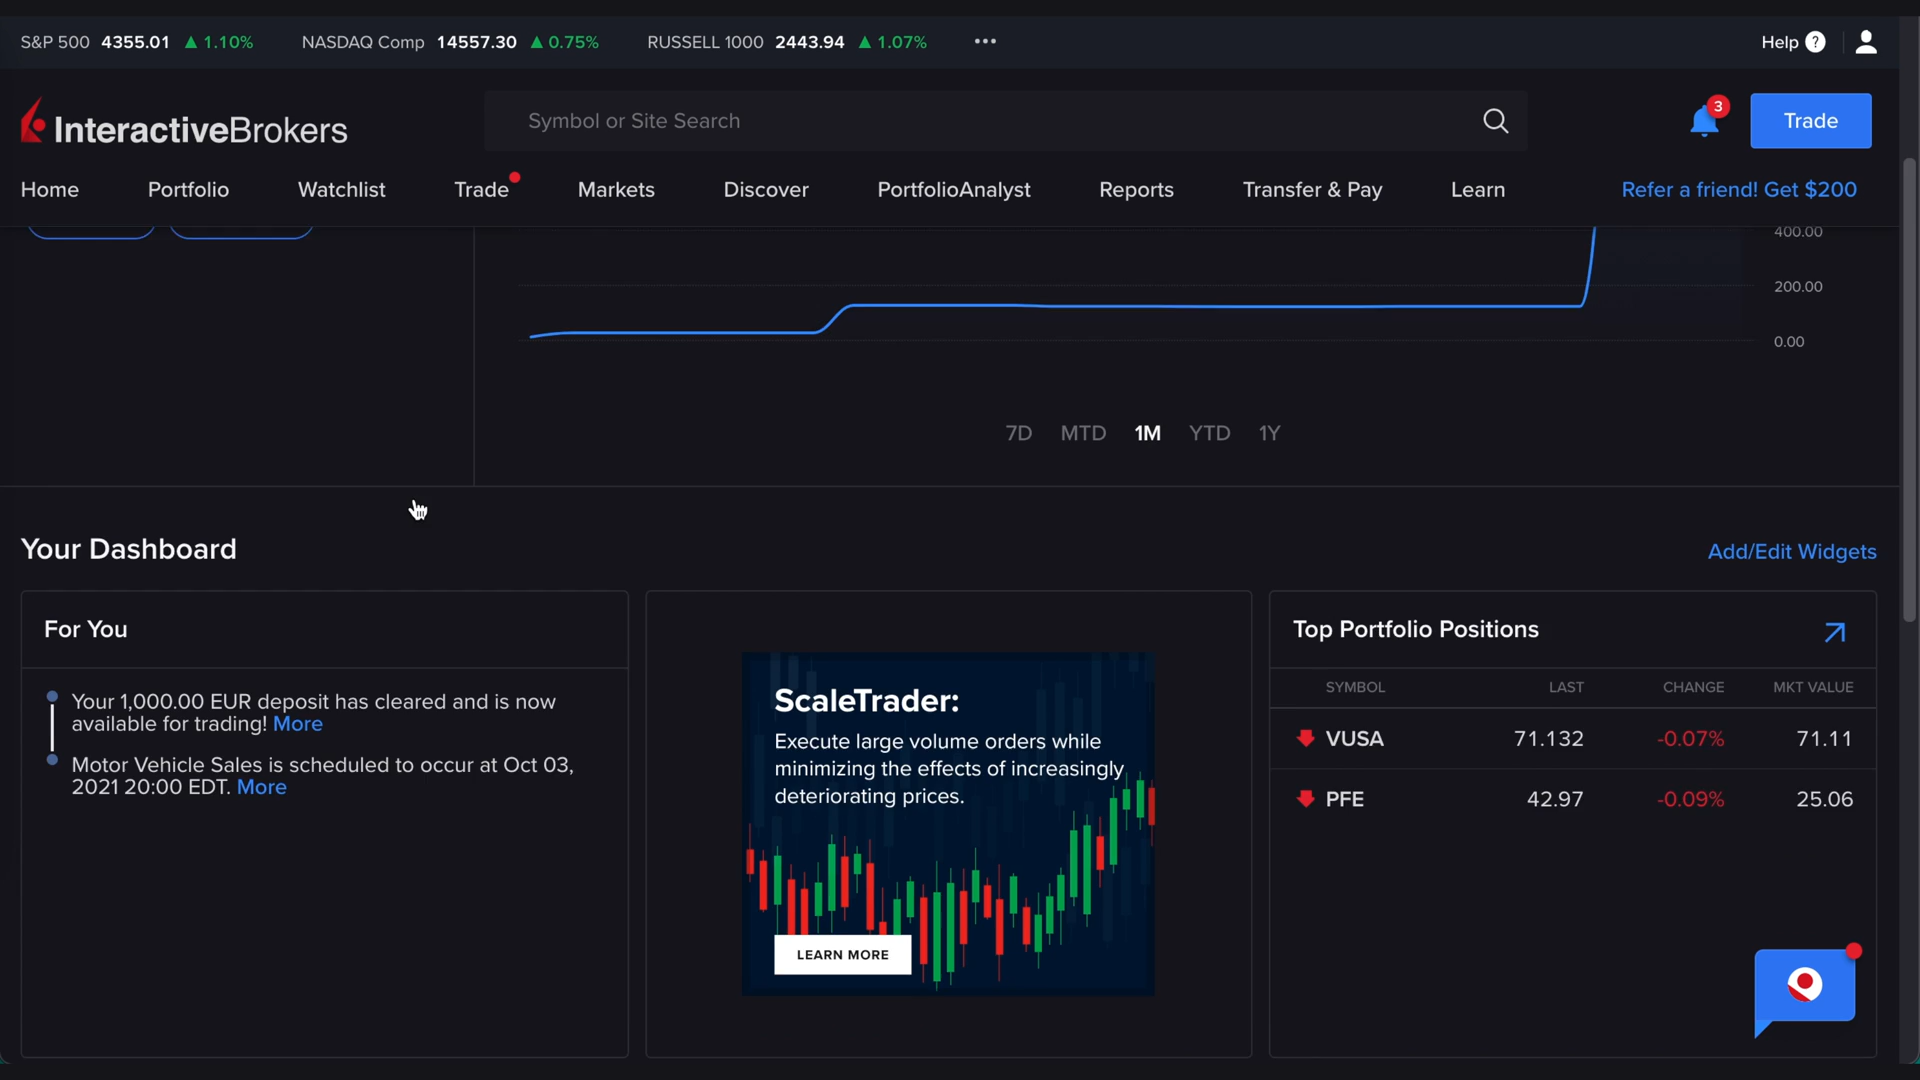 S&P 500 4355.01 ▲ 1.10% NASDAQ Comp 14557.30 ▲ 0.75% RUSSELL 1000 2443.94 ▲ 1.07% ••• Help ?
InteractiveBrokers Symbol or Site Search 3 Trade
Home Portfolio Watchlist Trade Markets Discover PortfolioAnalyst Reports Transfer & Pay Learn Refer a friend! Get $200
400.00
200.00
0.00
7D MTD 1M YTD 1Y
Your Dashboard Add/Edit Widgets
For You
Your 1,000.00 EUR deposit has cleared and is now
available for trading! More
Motor Vehicle Sales is scheduled to occur at Oct 03,
2021 20:00 EDT. More
ScaleTrader:
Execute large volume orders while
minimizing the effects of increasingly
deteriorating prices.
LEARN MORE
Top Portfolio Positions
SYMBOL LAST CHANGE MKT VALUE
VUSA 71.132 -0.07% 71.11
PFE 42.97 -0.09% 25.06